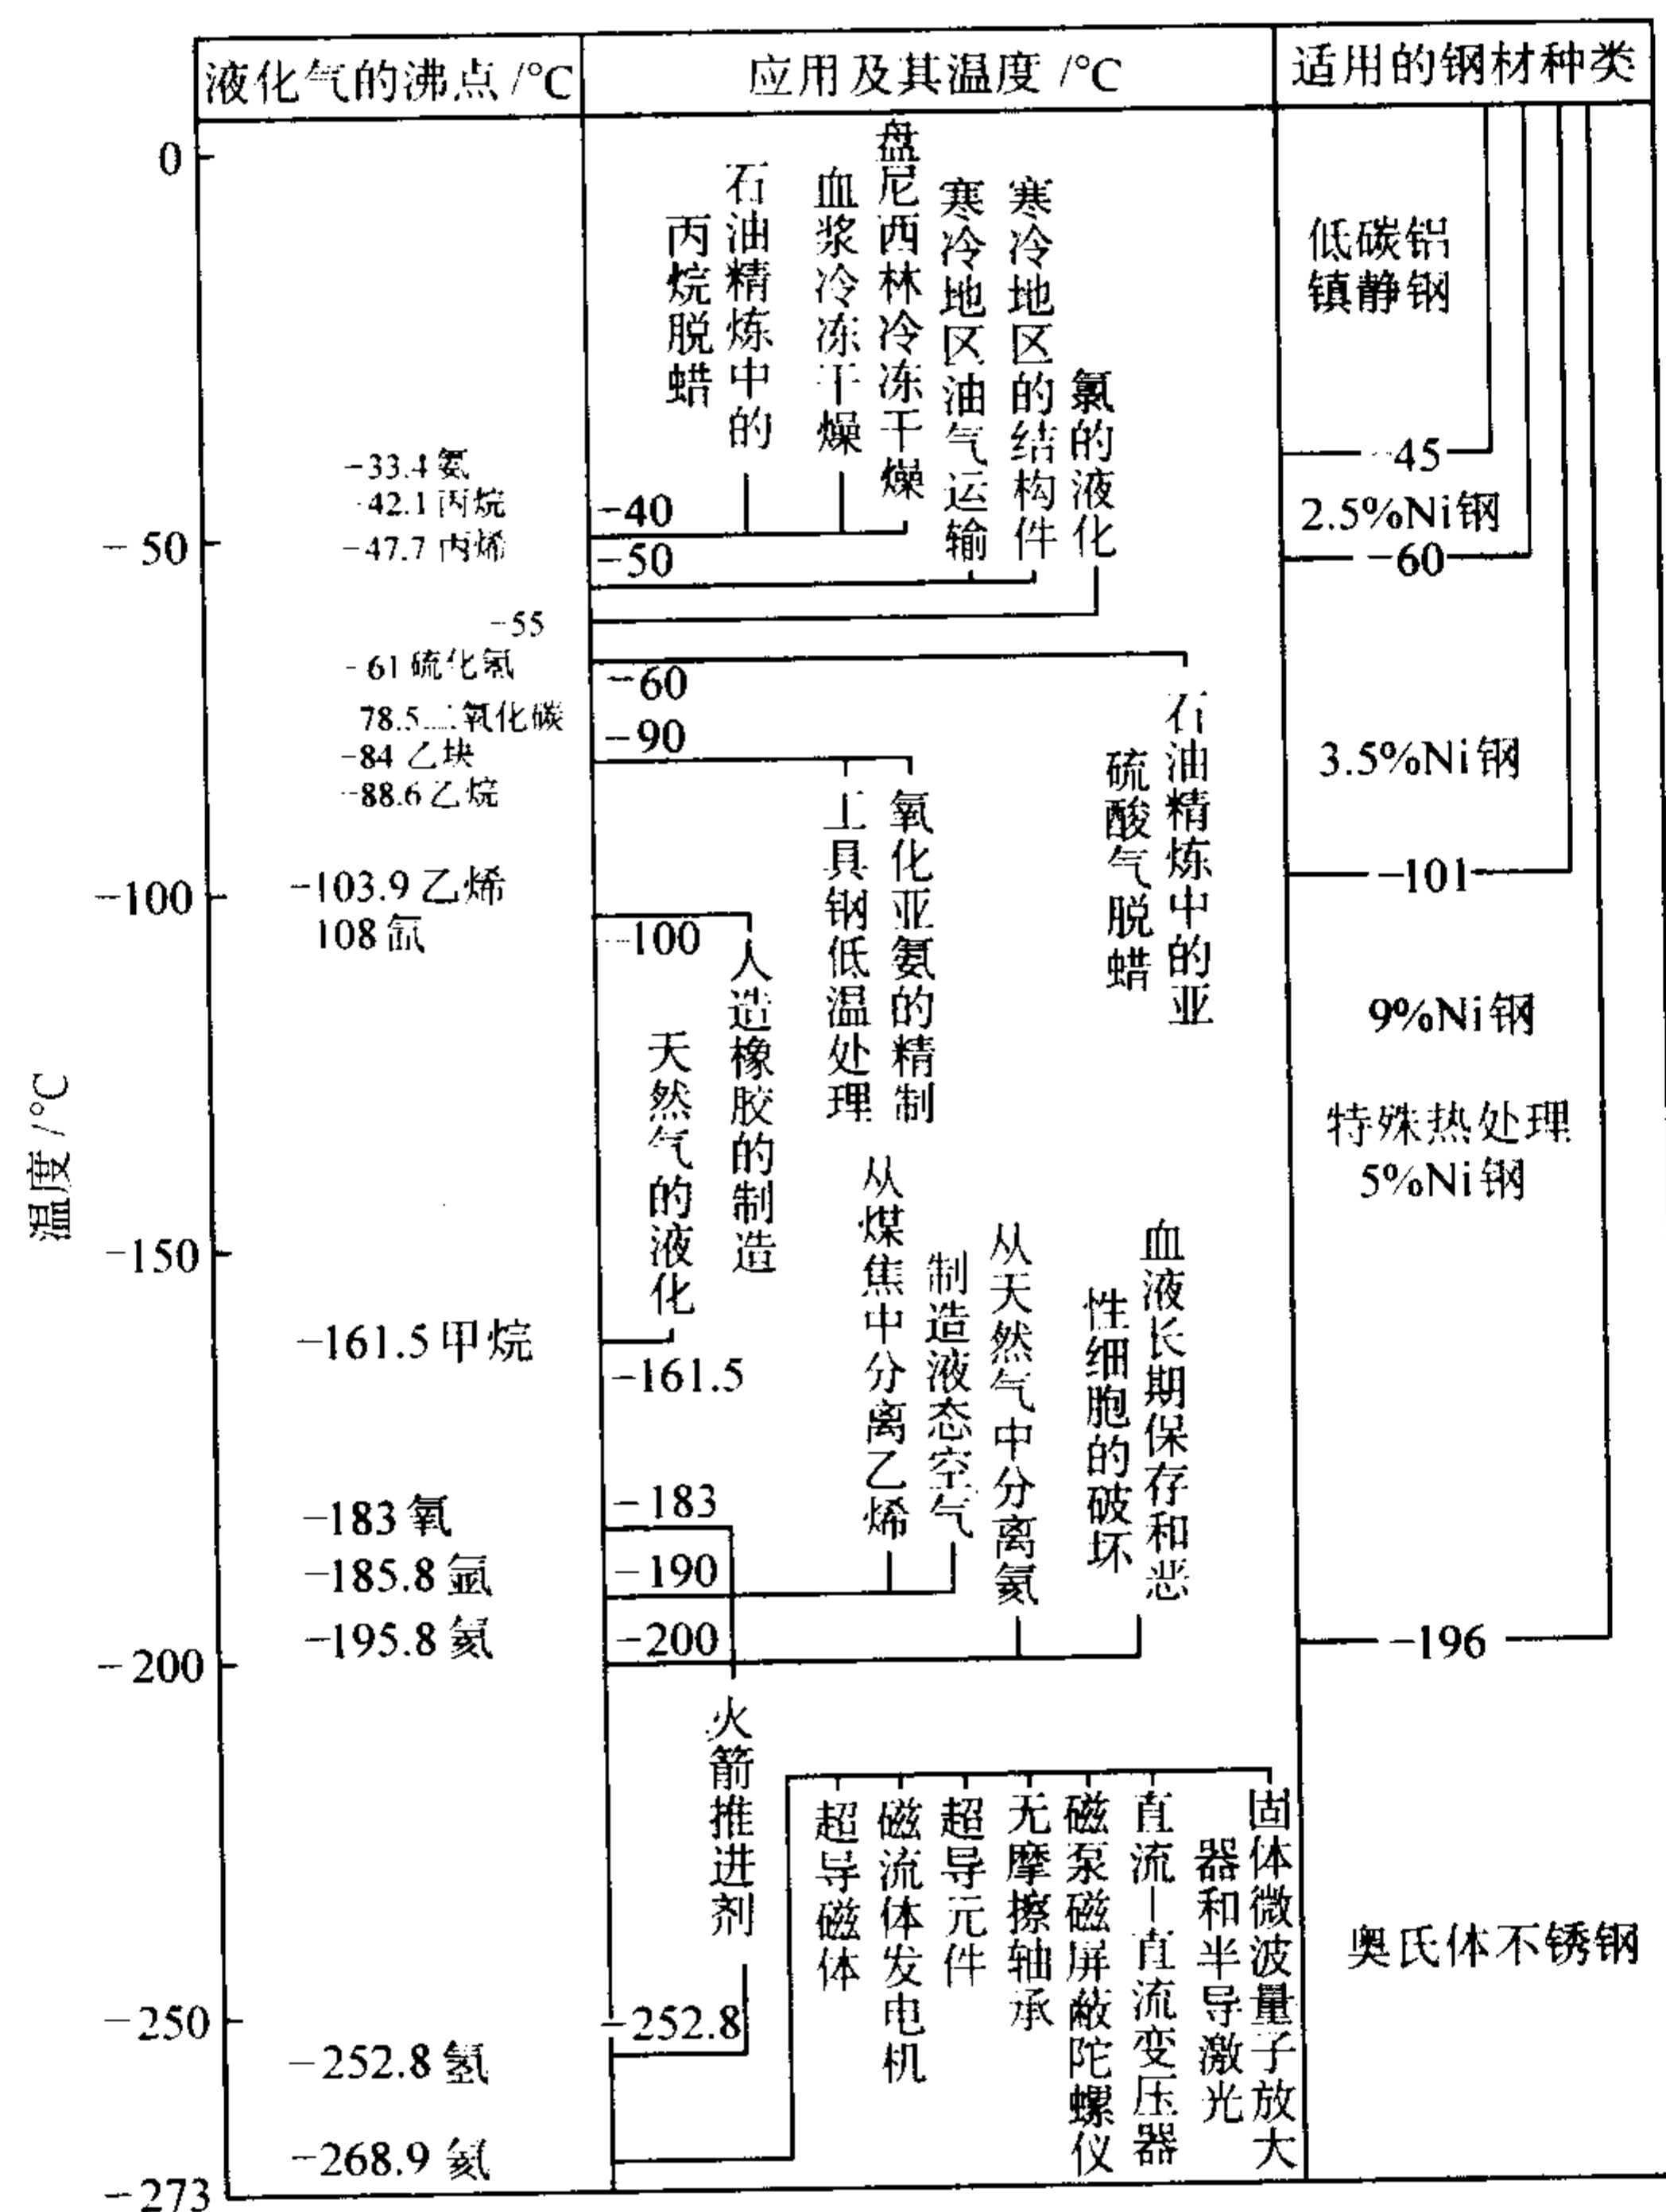 液化气的沸点 /°C
应用及其温度 /°C
适用的钢材种类
温度 /°C
0
-50
-100
-150
-200
-250
-273
-33.4 氨
-42.1 丙烷
-47.7 丙烯
-55
-61 硫化氢
78.5 二氧化碳
-84 乙块
-88.6 乙烷
-103.9 乙烯
108 氙
-161.5 甲烷
-183 氧
-185.8 氩
-195.8 氮
-252.8 氢
-268.9 氦
石油精炼中的
丙烷脱蜡
血浆冷冻干燥
盘尼西林冷冻干燥
-40
寒冷地区油气运输
寒冷地区的结构件
-50
氯的液化
-60
石油精炼中的亚
硫酸气脱蜡
-90
工具钢低温处理
氧化亚氨的精制
-100
人造橡胶的制造
天然气的液化
-161.5
-183
火箭推进剂
-190
从煤焦中分离乙烯
制造液态空气
-200
从天然气中分离氦
血液长期保存和恶
性细胞的破坏
-252.8
超导磁体
磁流体发电机
超导元件
无摩擦轴承
磁泵磁屏蔽陀螺仪
直流-直流变压器
固体微波量子放大
器和半导激光
低碳铝
镇静钢
-45
2.5%Ni钢
-60
3.5%Ni钢
-101
9%Ni钢
特殊热处理
5%Ni钢
-196
奥氏体不锈钢